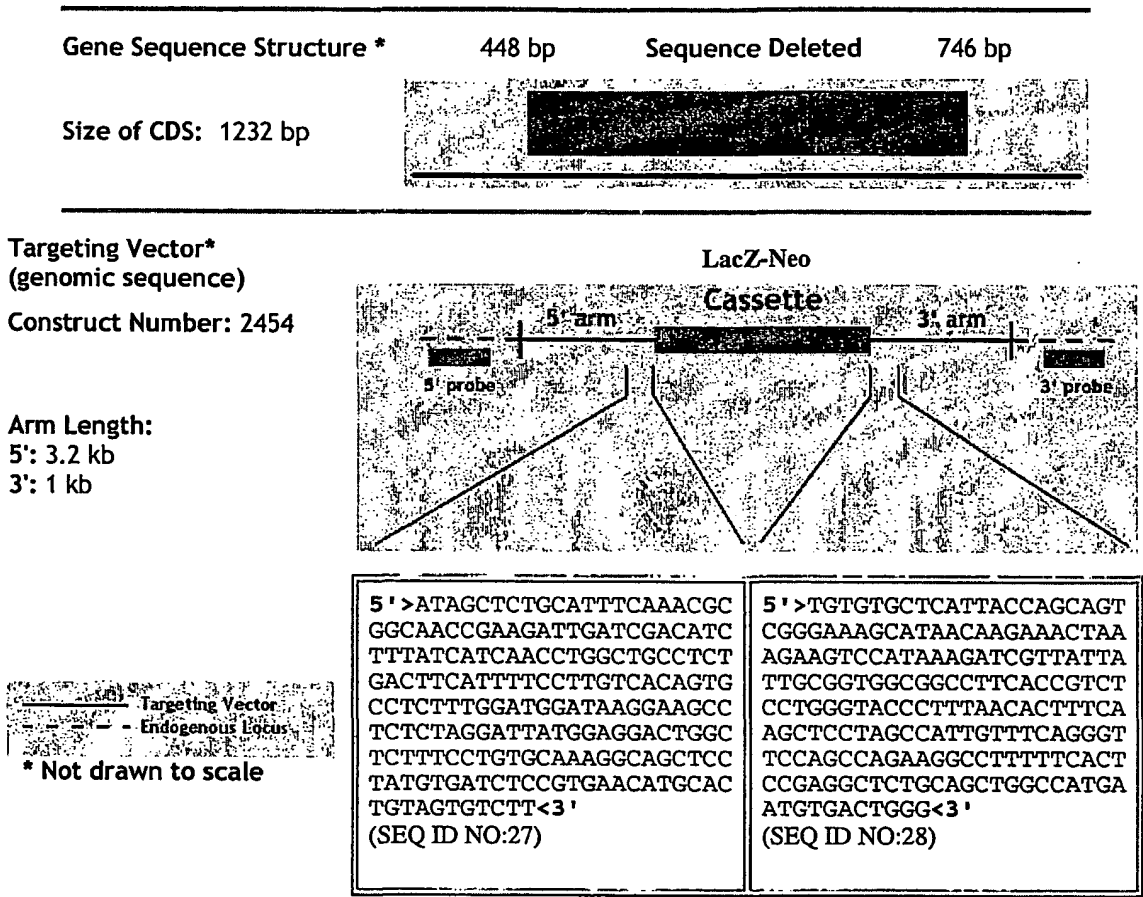 Gene Sequence Structure * 448 bp Sequence Deleted 746 bp
Size of CDS: 1232 bp
Targeting Vector*
(genomic sequence)
Construct Number: 2454
Arm Length:
5': 3.2 kb
3': 1 kb
LacZ-Neo
Cassette
5' arm
3' arm
5' probe
3' probe
Targeting Vector
Endogenous Locus
* Not drawn to scale
5'>ATAGCTCTGCATTTCAAACGC
GGCAACCGAAGATTGATCGACATC
TTTATCATCAACCTGGCTGCCTCT
GACTTCATTTTCCTTGTCACAGTG
CCTCTTTGGATGGATAAGGAAGCC
TCTCTAGGATTATGGAGGACTGGC
TCTTTCCTGTGCAAAGGCAGCTCC
TATGTGATCTCCGTGAACATGCAC
TGTAGTGTCTT<3'
(SEQ ID NO:27)
5'>TGTGTGCTCATTACCAGCAGT
CGGGAAAGCATAACAAGAAACTAA
AGAAGTCCATAAAGATCGTTATTA
TTGCGGTGGCGGCCTTCACCGTCT
CCTGGGTACCCTTTAACACTTTCA
AGCTCCTAGCCATTGTTTCAGGGT
TCCAGCCAGAAGGCCTTTTTCACT
CCGAGGCTCTGCAGCTGGCCATGA
ATGTGACTGGG<3'
(SEQ ID NO:28)